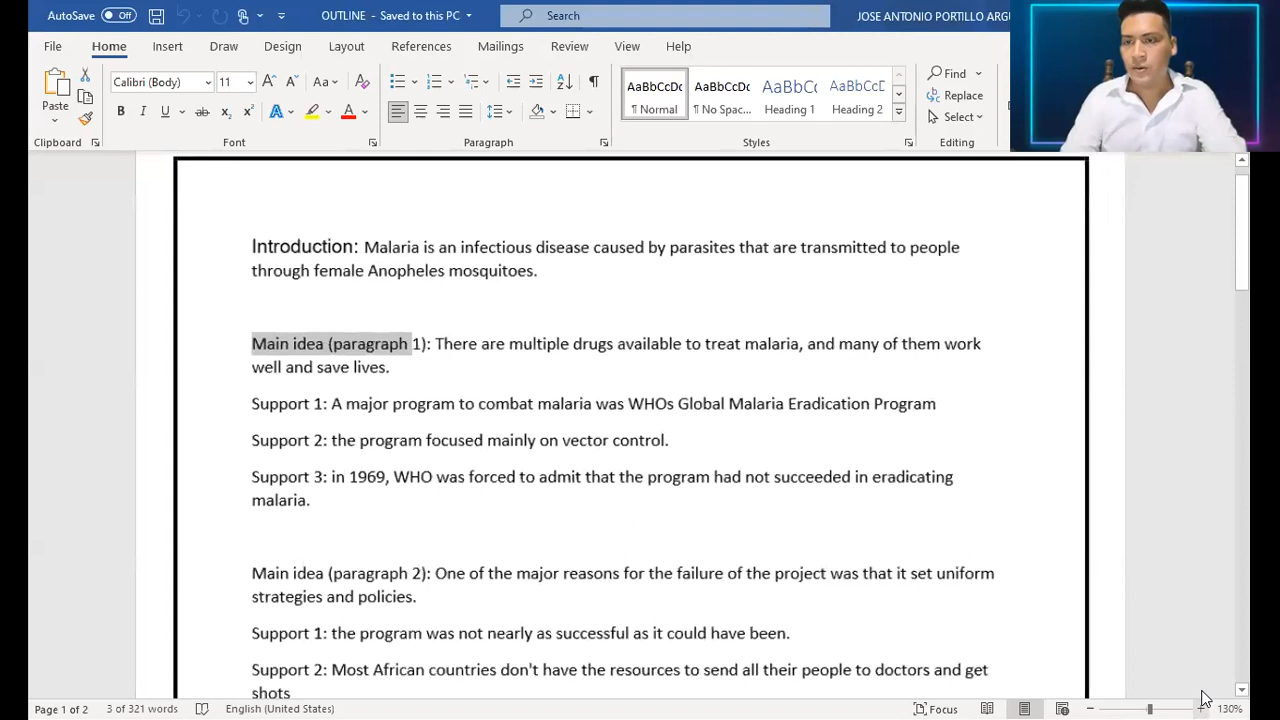 AutoSave Off OUTLINE - Saved to this PC Search JOSE ANTONIO PORTILLO ARGU
File Home Insert Draw Design Layout References Mailings Review View Help
Paste Calibri (Body) 11 Aa AaBbCcDc AaBbCcDc AaBbCc AaBbCcD Find
B I U ab x₂ x² A A ¶ Normal ¶ No Spac... Heading 1 Heading 2 Replace
Select
Clipboard Font Paragraph Styles Editing
Introduction: Malaria is an infectious disease caused by parasites that are transmitted to people
through female Anopheles mosquitoes.
Main idea (paragraph 1): There are multiple drugs available to treat malaria, and many of them work
well and save lives.
Support 1: A major program to combat malaria was WHOs Global Malaria Eradication Program
Support 2: the program focused mainly on vector control.
Support 3: in 1969, WHO was forced to admit that the program had not succeeded in eradicating
malaria.
Main idea (paragraph 2): One of the major reasons for the failure of the project was that it set uniform
strategies and policies.
Support 1: the program was not nearly as successful as it could have been.
Support 2: Most African countries don't have the resources to send all their people to doctors and get
shots
Page 1 of 2 3 of 321 words English (United States) Focus 130%